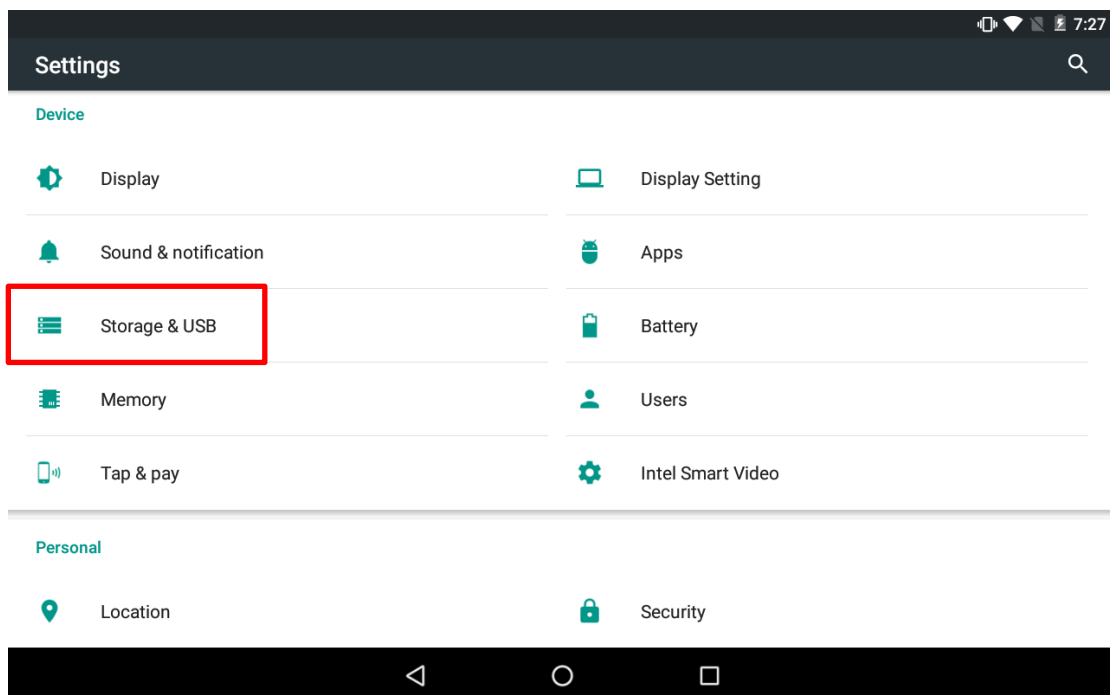 7:27
Settings
Device
Display
Display Setting
Sound & notification
Apps
Storage & USB
Battery
Memory
Users
Tap & pay
Intel Smart Video
Personal
Location
Security